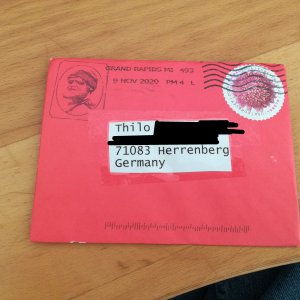 GRAND RAPIDS MI 493
9 NOV 2020 PM 4 L
Thilo
71083 Herrenberg
Germany